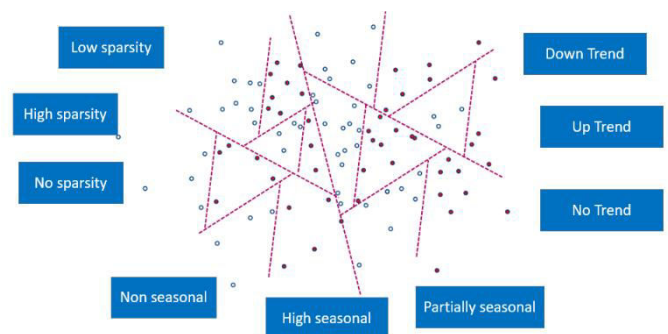 Low sparsity
Down Trend
High sparsity
Up Trend
No sparsity
No Trend
Non seasonal
High seasonal
Partially seasonal